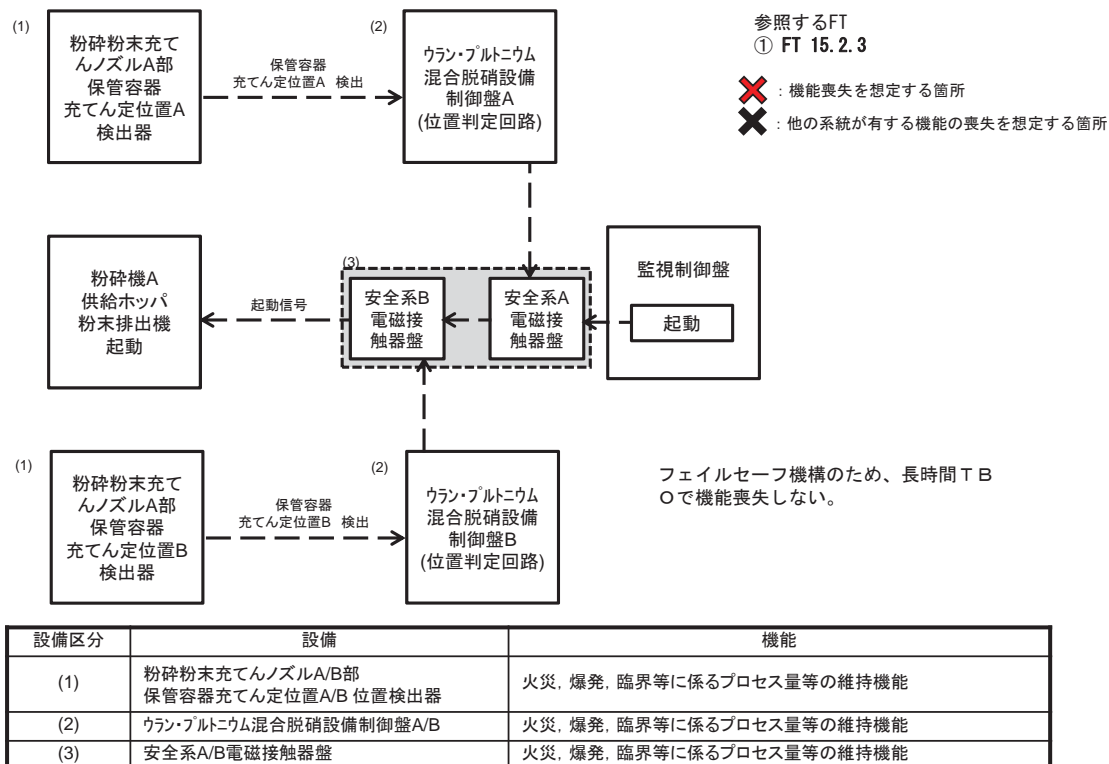 (1)
粉砕粉末充て
んノズルA部
保管容器
充てん定位置A
検出器
保管容器
充てん定位置A 検出
(2)
ウラン・プルトニウム
混合脱硝設備
制御盤A
(位置判定回路)
参照するFT
① FT 15.2.3
：機能喪失を想定する箇所
：他の系統が有する機能の喪失を想定する箇所
粉砕機A
供給ホッパ
粉末排出機
起動
起動信号
(3)
安全系B
電磁接
触器盤
安全系A
電磁接
触器盤
監視制御盤
起動
(1)
粉砕粉末充て
んノズルA部
保管容器
充てん定位置B
検出器
保管容器
充てん定位置B 検出
(2)
ウラン・プルトニウム
混合脱硝設備
制御盤B
(位置判定回路)
フェイルセーフ機構のため、長時間ＴＢ
Ｏで機能喪失しない。
設備区分 設備 機能
(1) 粉砕粉末充てんノズルA/B部
保管容器充てん定位置A/B 位置検出器 火災, 爆発, 臨界等に係るプロセス量等の維持機能
(2) ウラン・プルトニウム混合脱硝設備制御盤A/B 火災, 爆発, 臨界等に係るプロセス量等の維持機能
(3) 安全系A/B電磁接触器盤 火災, 爆発, 臨界等に係るプロセス量等の維持機能